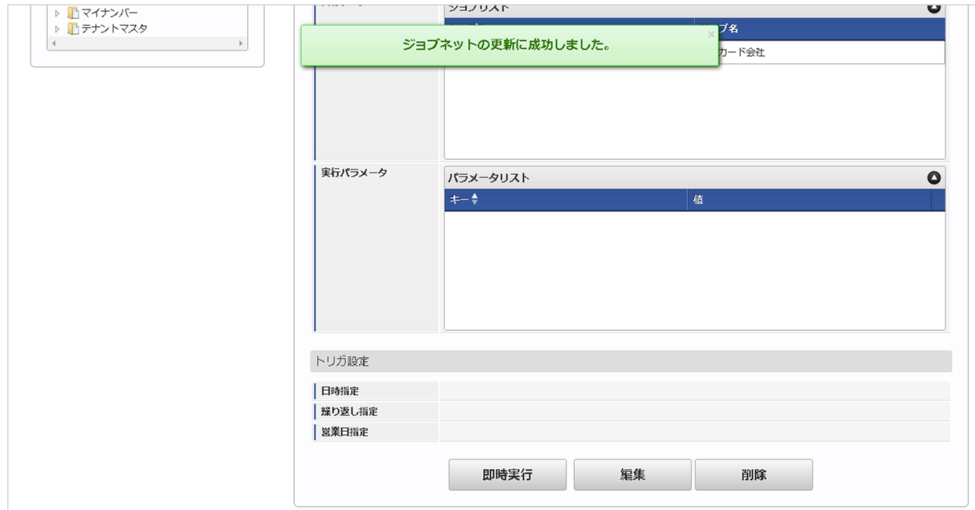 マイナンバー
テナントマスタ
ジョブリスト
プ名
カード会社
ジョブネットの更新に成功しました。
×
実行パラメータ
パラメータリスト
キー
値
トリガ設定
日時指定
繰り返し指定
営業日指定
即時実行
編集
削除